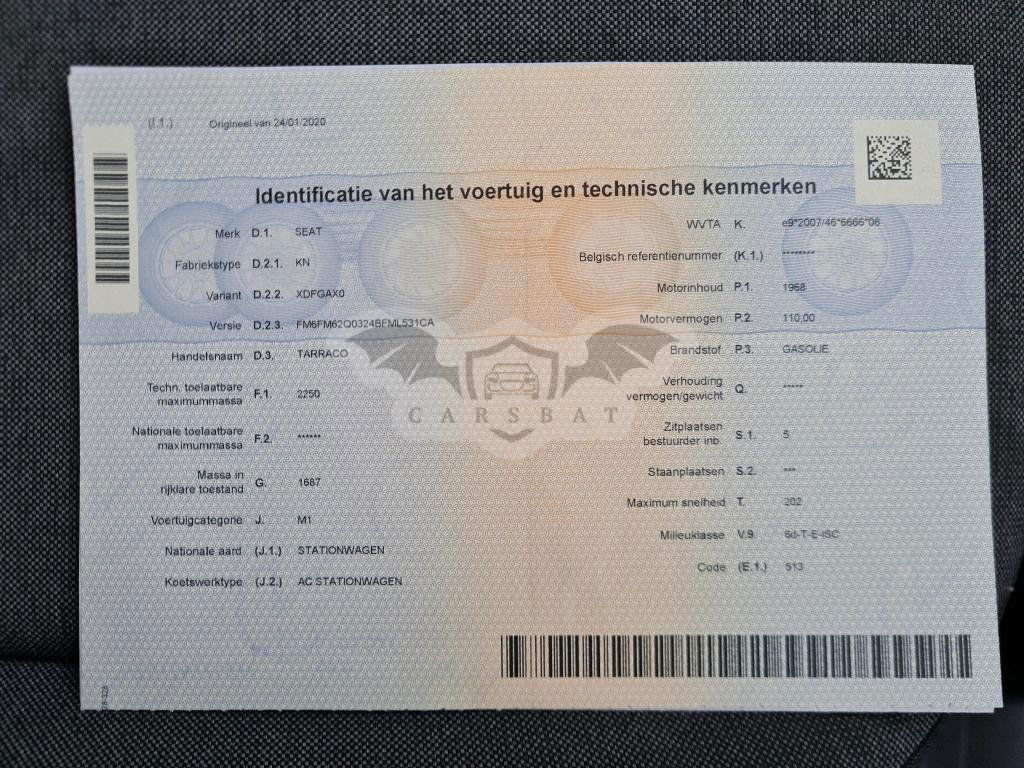 (I.1.) Origineel van 24/01/2020
Identificatie van het voertuig en technische kenmerken
Merk D.1. SEAT
Fabriekstype D.2.1. KN
Variant D.2.2. XDFGAX0
Versie D.2.3. FM6FM62Q0324BFML531CA
Handelsnaam D.3. TARRACO
Techn. toelaatbare
maximummassa F.1. 2250
Nationale toelaatbare
maximummassa F.2. ******
Massa in
rijklare toestand G. 1687
Voertuigcategorie J. M1
Nationale aard (J.1.) STATIONWAGEN
Koetswerktype (J.2.) AC STATIONWAGEN
WVTA K. e9*2007/46*6666*06
Belgisch referentienummer (K.1.) ********
Motorinhoud P.1. 1968
Motorvermogen P.2. 110,00
Brandstof P.3. GASOLIE
Verhouding
vermogen/gewicht Q. *****
Zitplaatsen
bestuurder inb. S.1. 5
Staanplaatsen S.2. ***
Maximum snelheid T. 202
Milieuklasse V.9. 6d-T-E-ISC
Code (E.1.) 513
CARSBAT